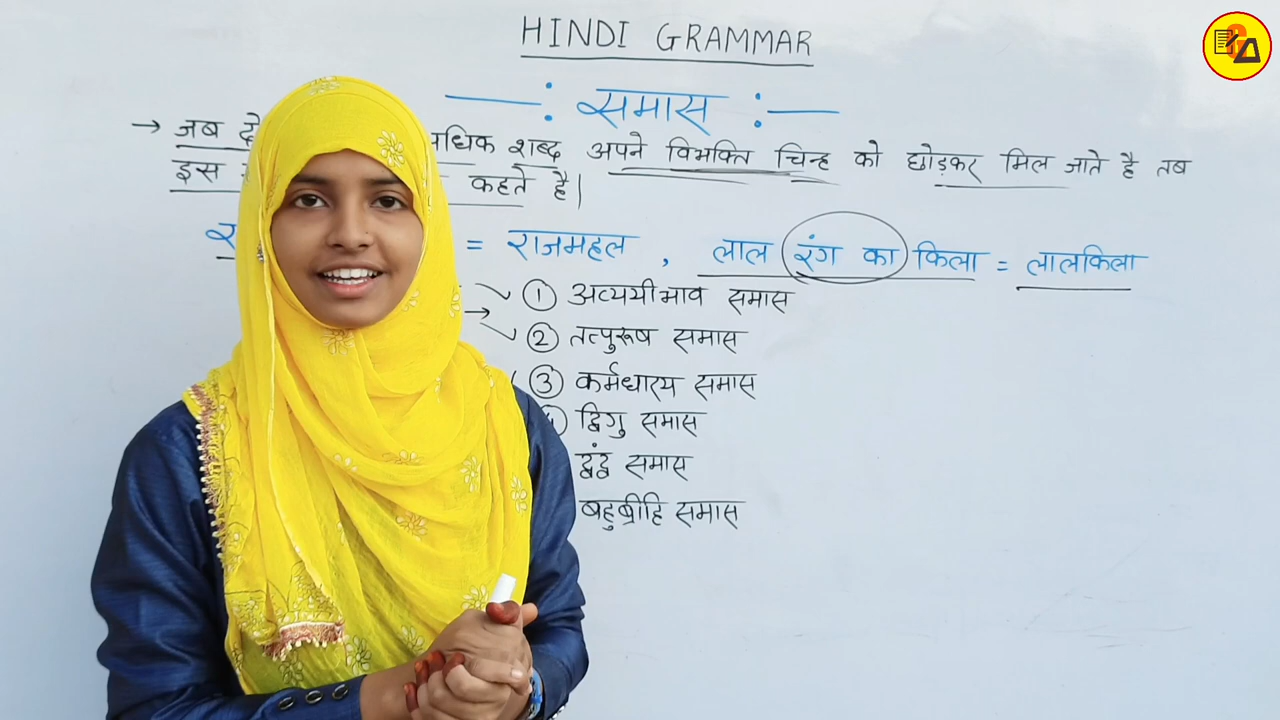 HINDI GRAMMAR
—: समास :—
→ जब शब्द अपने विभक्ति चिन्ह को छोड़कर मिल जाते है तब
इस कहते है।
= राजमहल , लाल रंग का किला = लालकिला
→ ① अव्ययीभाव समास
② तत्पुरूष समास
③ कर्मधारय समास
④ द्विगु समास
द्वंद्व समास
बहुब्रीहि समास